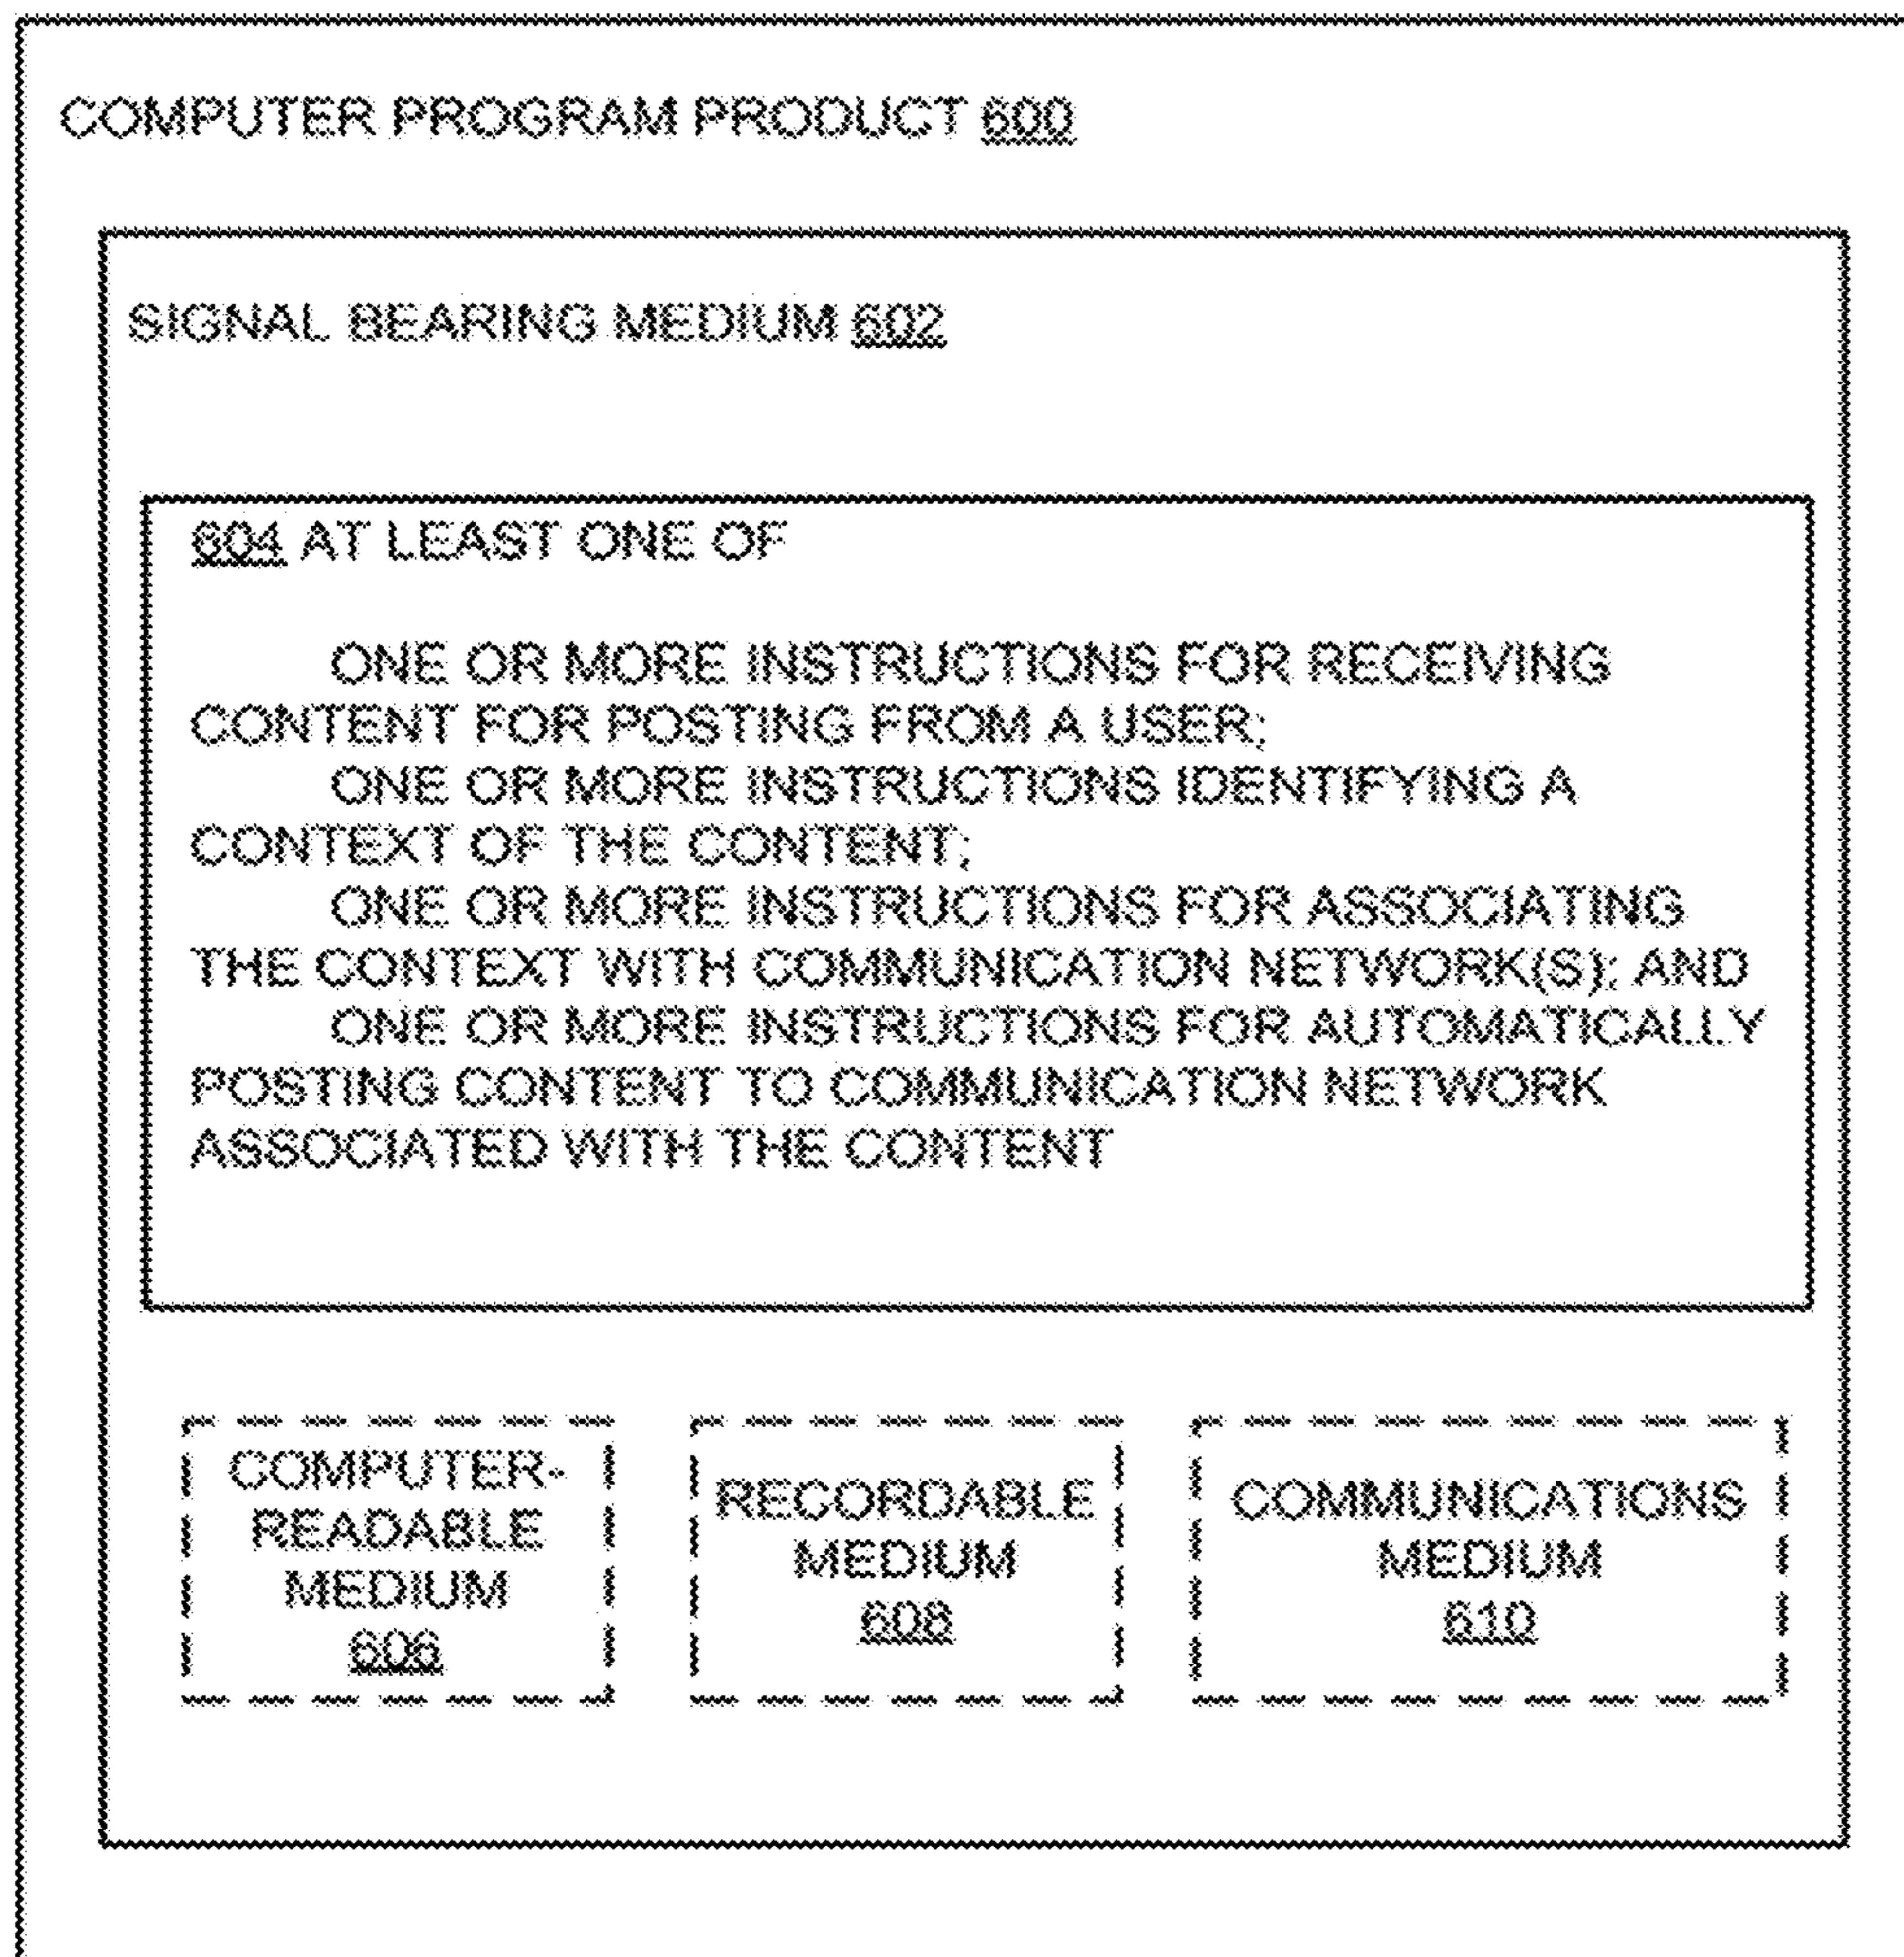 COMPUTER PROGRAM PRODUCT 600
SIGNAL BEARING MEDIUM 602
604 AT LEAST ONE OF
ONE OR MORE INSTRUCTIONS FOR RECEIVING
CONTENT FOR POSTING FROM A USER;
ONE OR MORE INSTRUCTIONS IDENTIFYING A
CONTEXT OF THE CONTENT;
ONE OR MORE INSTRUCTIONS FOR ASSOCIATING
THE CONTEXT WITH COMMUNICATION NETWORK(S); AND
ONE OR MORE INSTRUCTIONS FOR AUTOMATICALLY
POSTING CONTENT TO COMMUNICATION NETWORK
ASSOCIATED WITH THE CONTENT
COMPUTER-
READABLE
MEDIUM
606
RECORDABLE
MEDIUM
608
COMMUNICATIONS
MEDIUM
610